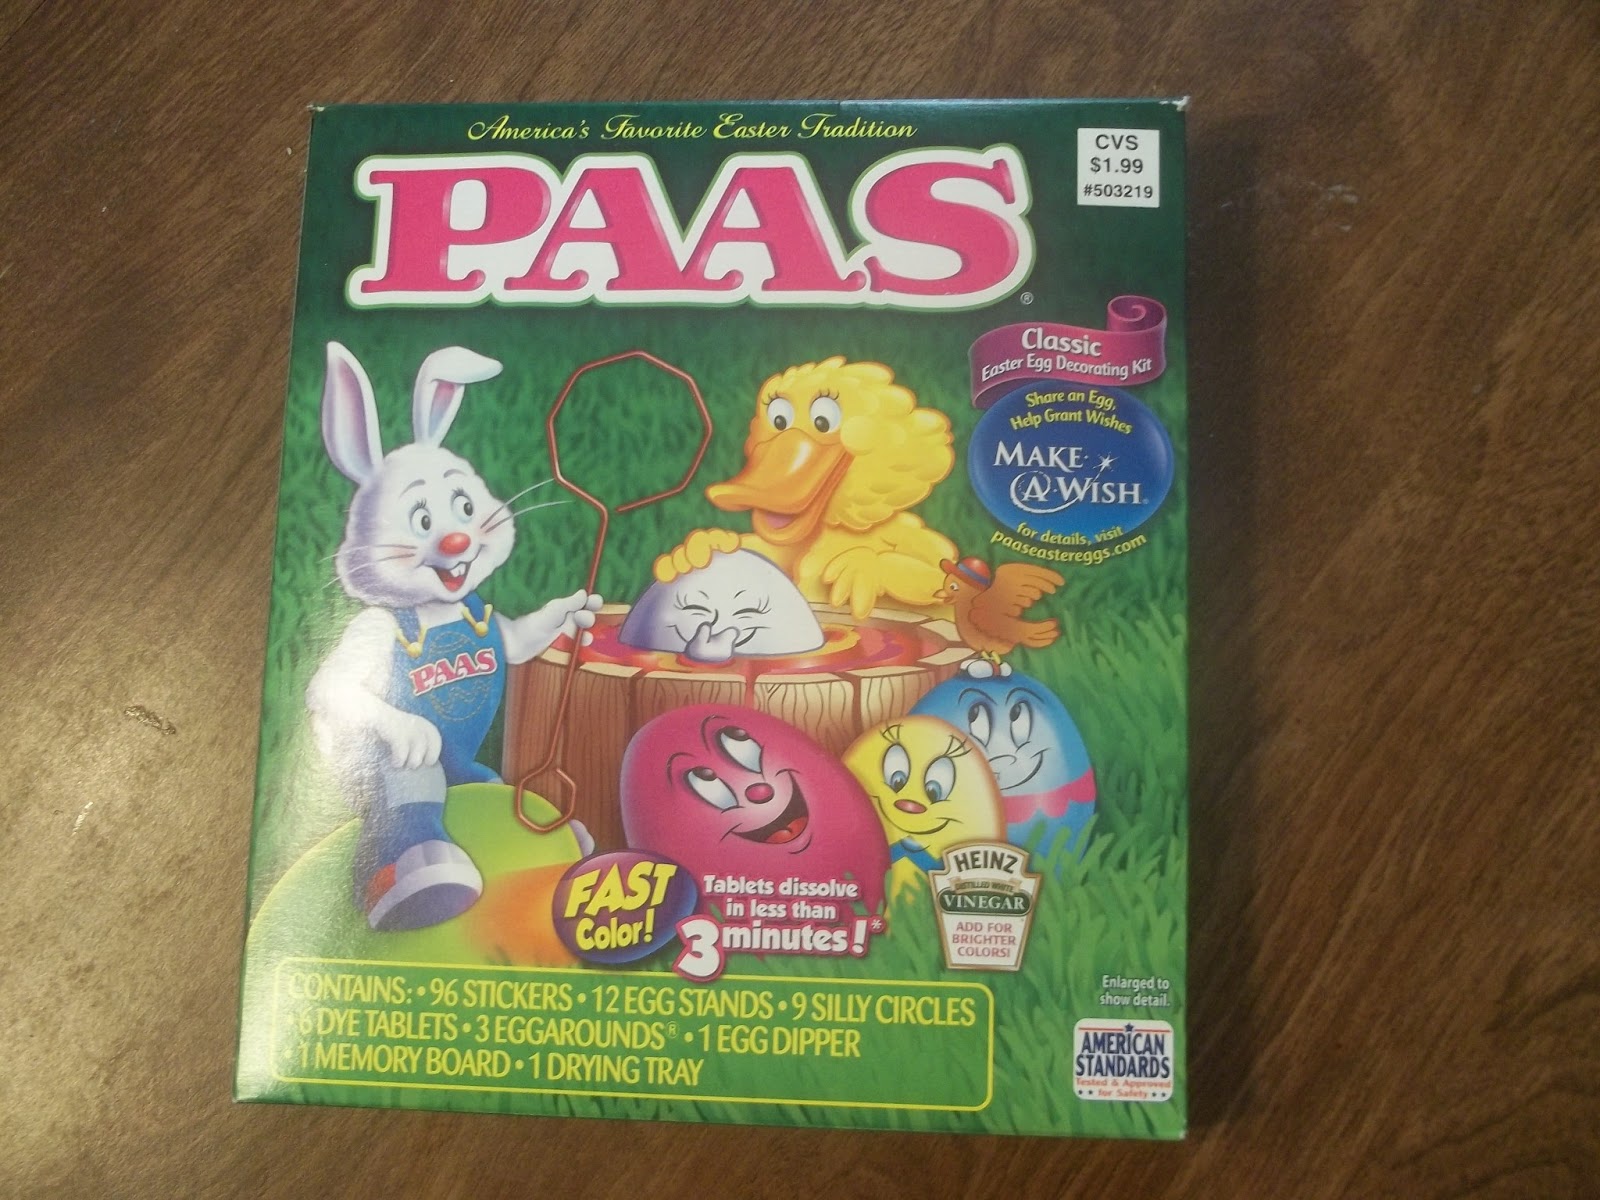 America's Favorite Easter Tradition
PAAS®
CVS
$1.99
#503219
Classic
Easter Egg Decorating Kit
Share an Egg,
Help Grant Wishes
MAKE·
A·WISH®
for details, visit
paaseastereggs.com
PAAS
FAST
Color!
Tablets dissolve
in less than
3 minutes!*
HEINZ
DISTILLED WHITE
VINEGAR
ADD FOR
BRIGHTER
COLORS!
CONTAINS: • 96 STICKERS • 12 EGG STANDS • 9 SILLY CIRCLES
• 6 DYE TABLETS • 3 EGGAROUNDS® • 1 EGG DIPPER
• 1 MEMORY BOARD • 1 DRYING TRAY
Enlarged to
show detail.
AMERICAN
STANDARDS
Tested & Approved
for Safety